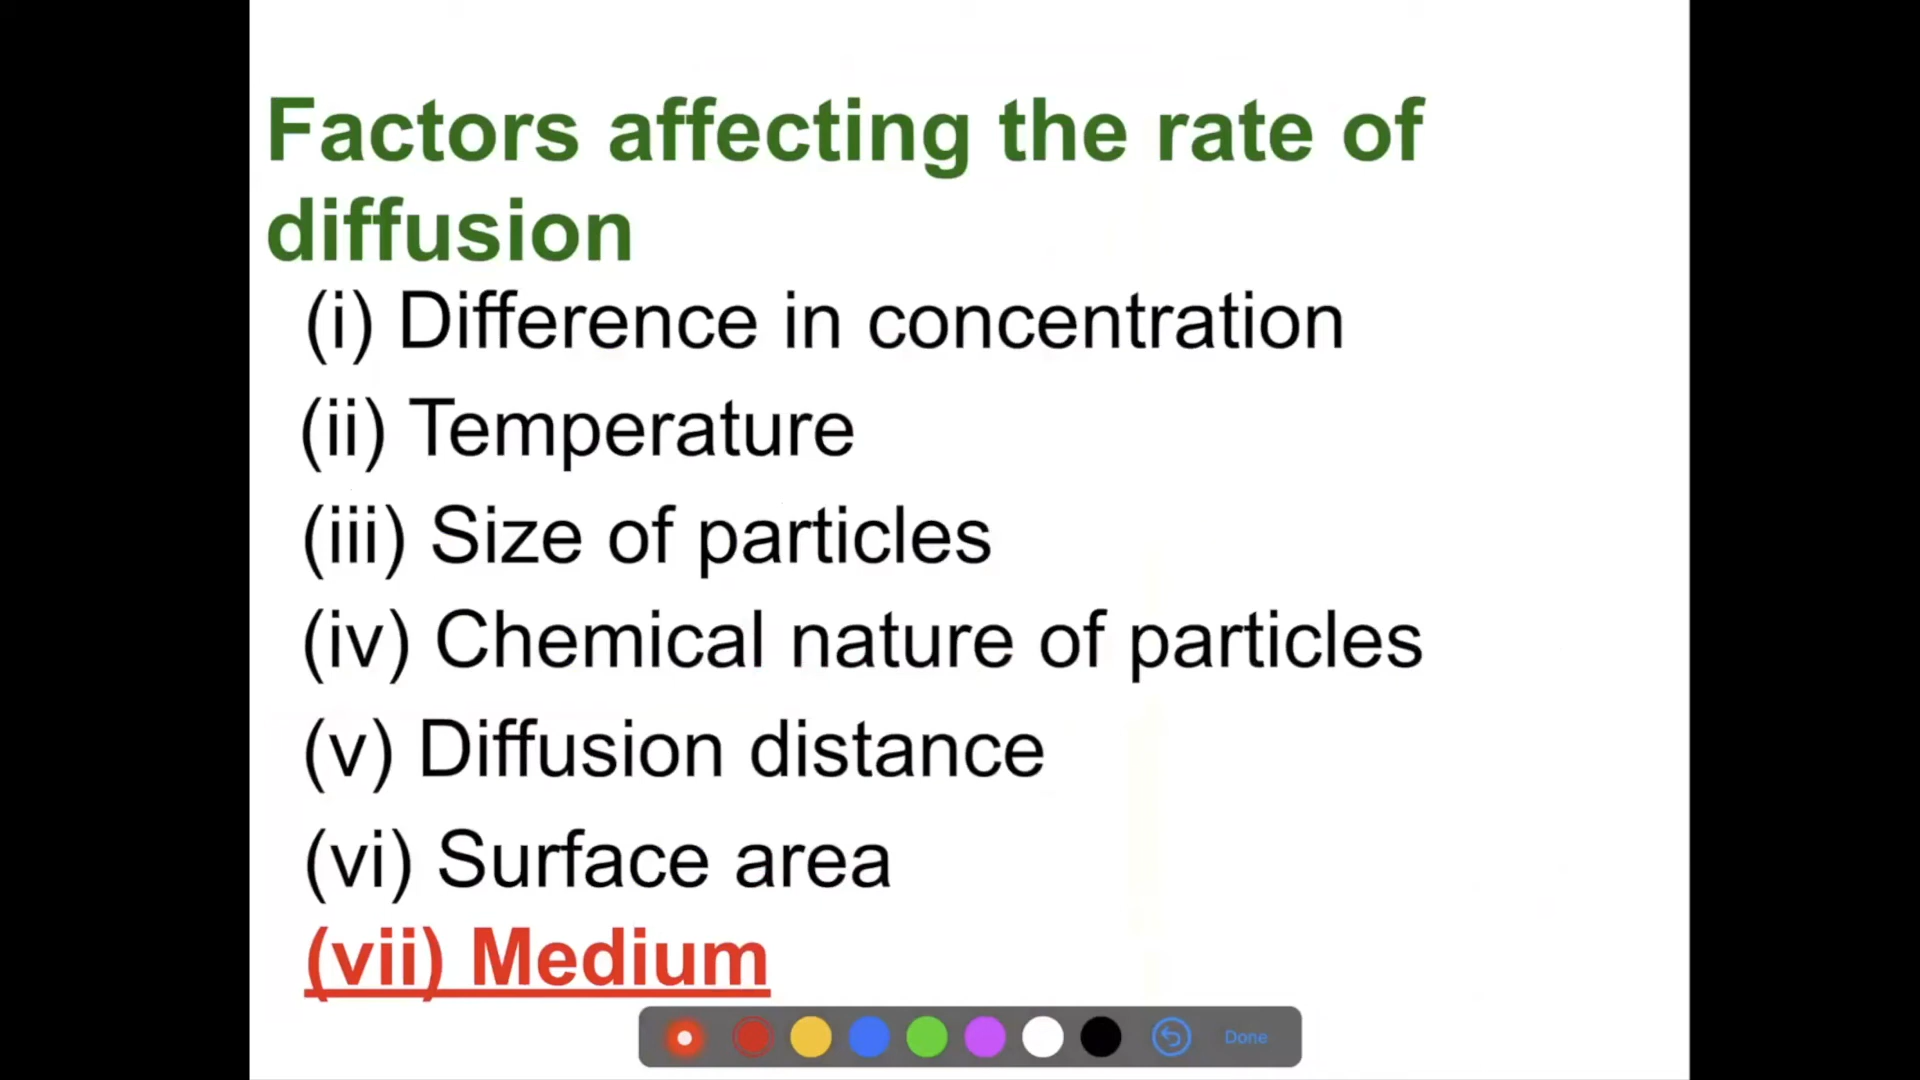 Factors affecting the rate of
diffusion
(i) Difference in concentration
(ii) Temperature
(iii) Size of particles
(iv) Chemical nature of particles
(v) Diffusion distance
(vi) Surface area
(vii) Medium
Done